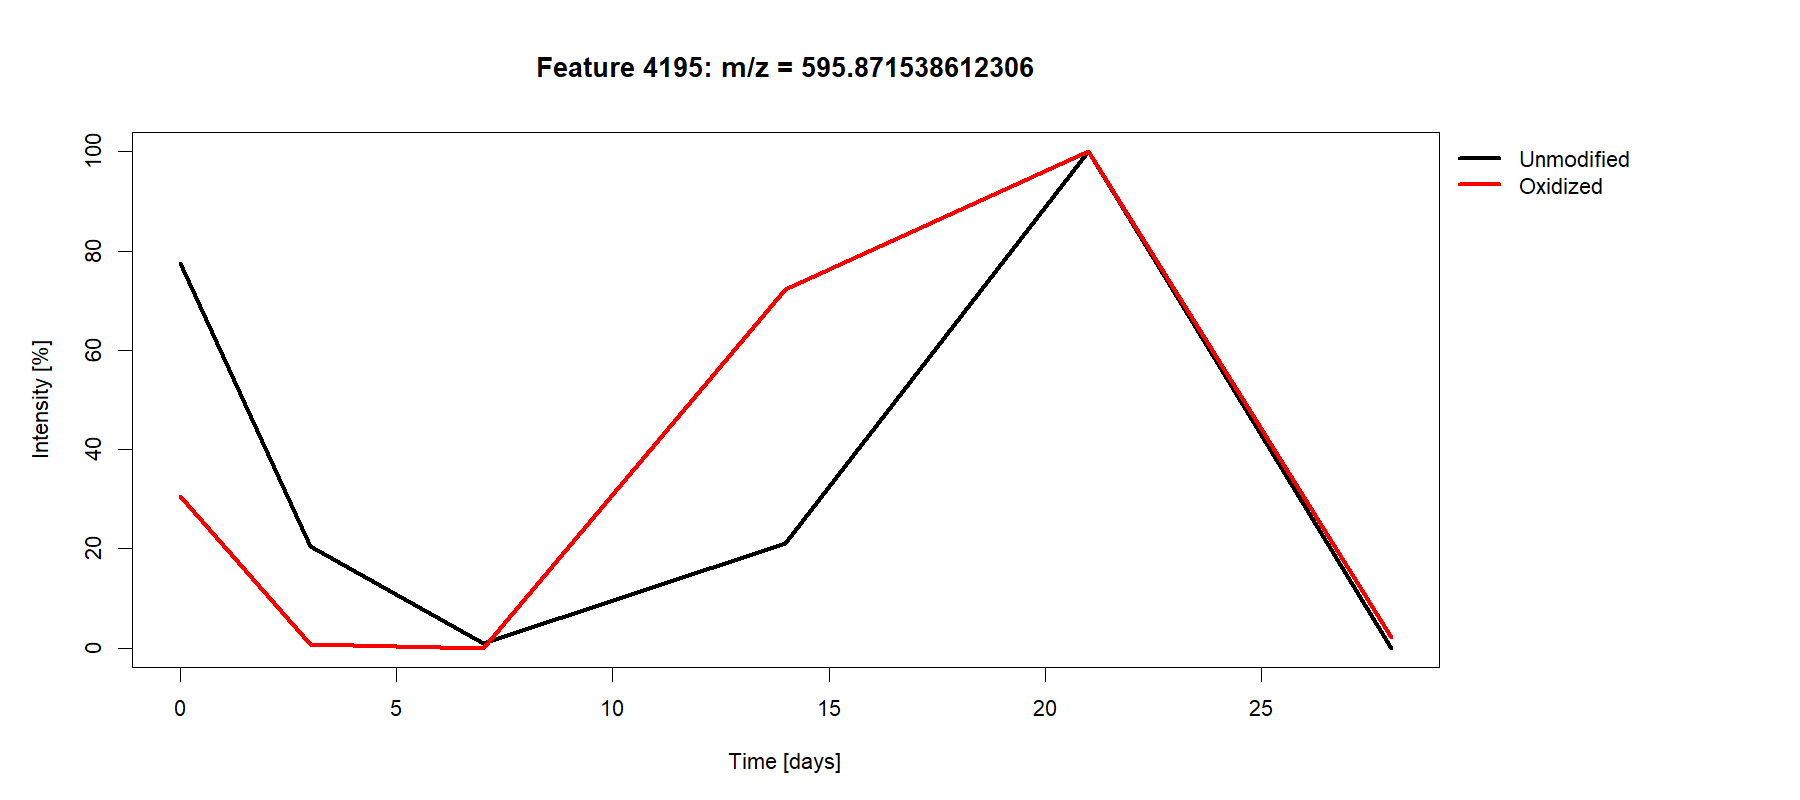 Feature 4195: m/z = 595.871538612306
Unmodified
Oxidized
Intensity [%]
100
80
60
40
20
0
0 5 10 15 20 25
Time [days]